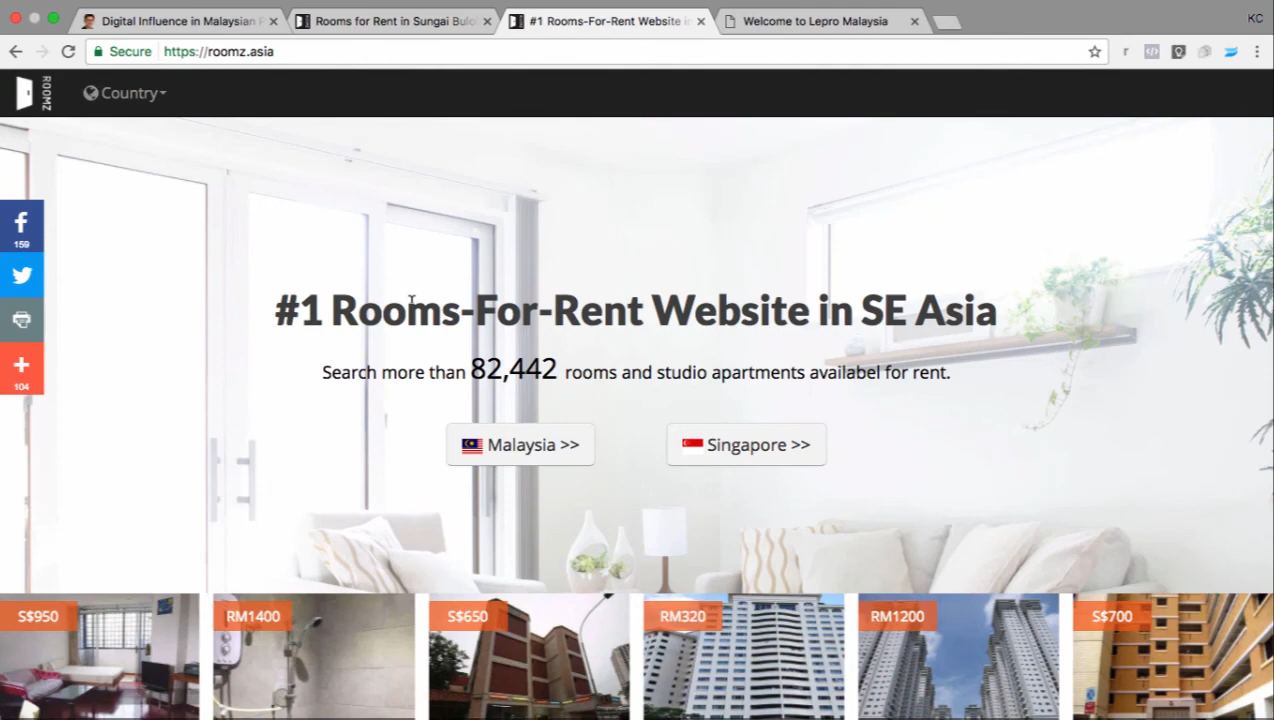 Digital Influence in Malaysian P
Rooms for Rent in Sungai Bulo
#1 Rooms-For-Rent Website in
Welcome to Lepro Malaysia
KC
Secure
https://roomz.asia
r
ROOMZ
Country
159
104
#1 Rooms-For-Rent Website in SE Asia
Search more than 82,442 rooms and studio apartments availabel for rent.
Malaysia >>
Singapore >>
S$950
RM1400
S$650
RM320
RM1200
S$700